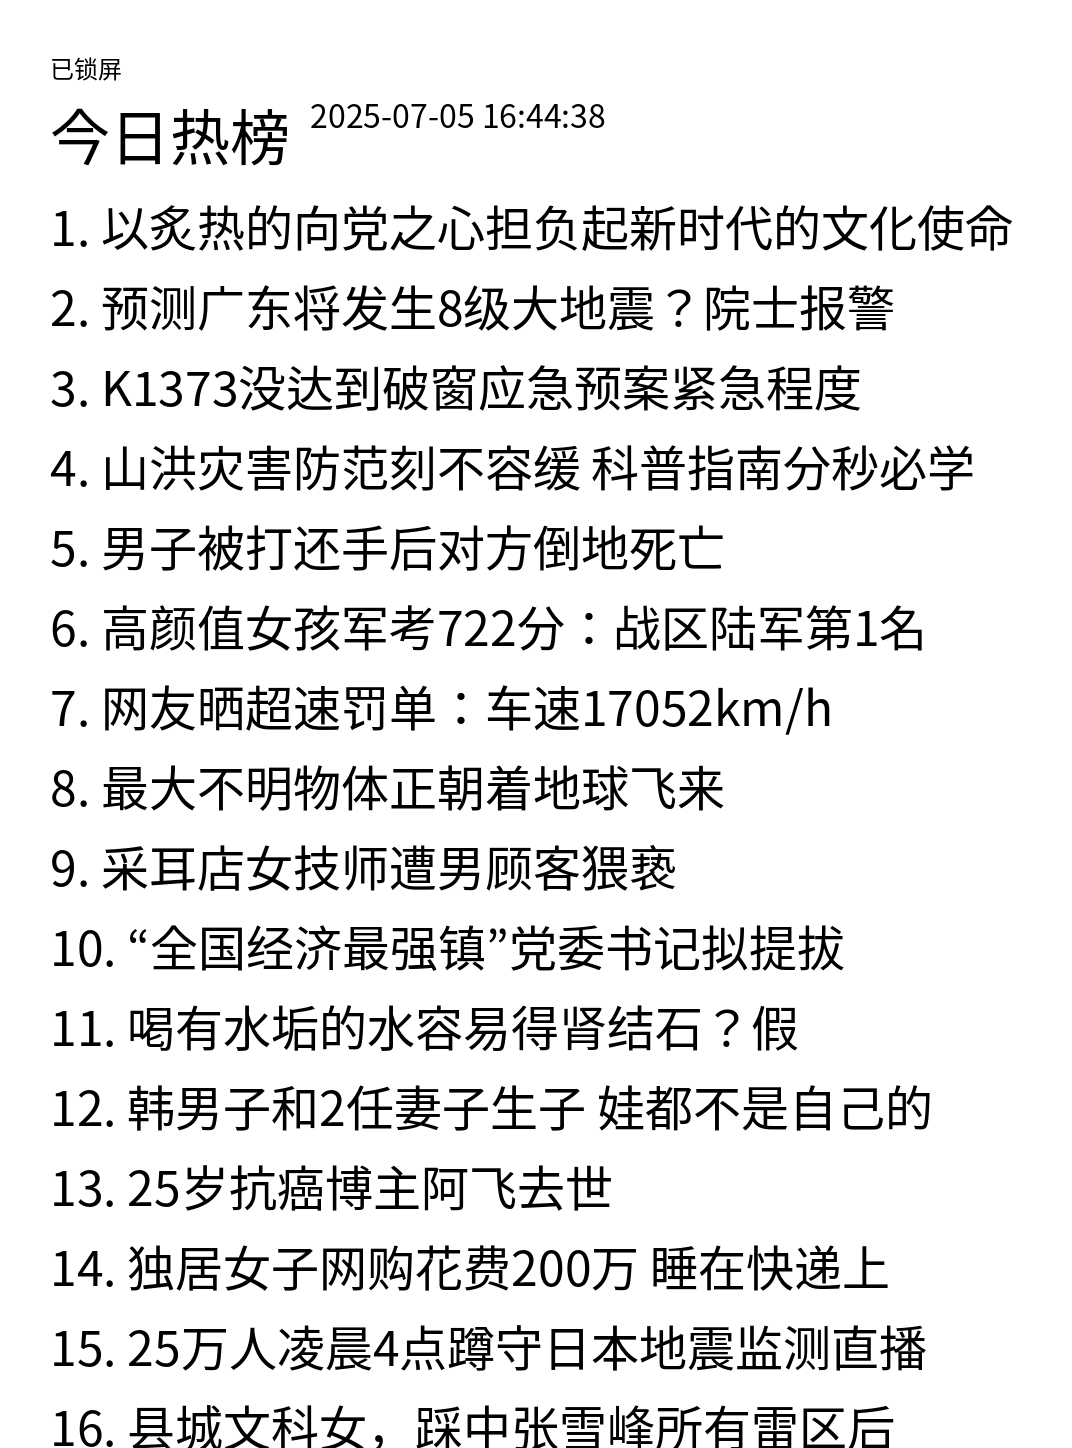 已锁屏
今日热榜 2025-07-05 16:44:38
1. 以炙热的向党之心担负起新时代的文化使命
2. 预测广东将发生8级大地震？院士报警
3. K1373没达到破窗应急预案紧急程度
4. 山洪灾害防范刻不容缓 科普指南分秒必学
5. 男子被打还手后对方倒地死亡
6. 高颜值女孩军考722分：战区陆军第1名
7. 网友晒超速罚单：车速17052km/h
8. 最大不明物体正朝着地球飞来
9. 采耳店女技师遭男顾客猥亵
10. “全国经济最强镇”党委书记拟提拔
11. 喝有水垢的水容易得肾结石？假
12. 韩男子和2任妻子生子 娃都不是自己的
13. 25岁抗癌博主阿飞去世
14. 独居女子网购花费200万 睡在快递上
15. 25万人凌晨4点蹲守日本地震监测直播
16. 县城文科女，踩中张雪峰所有雷区后